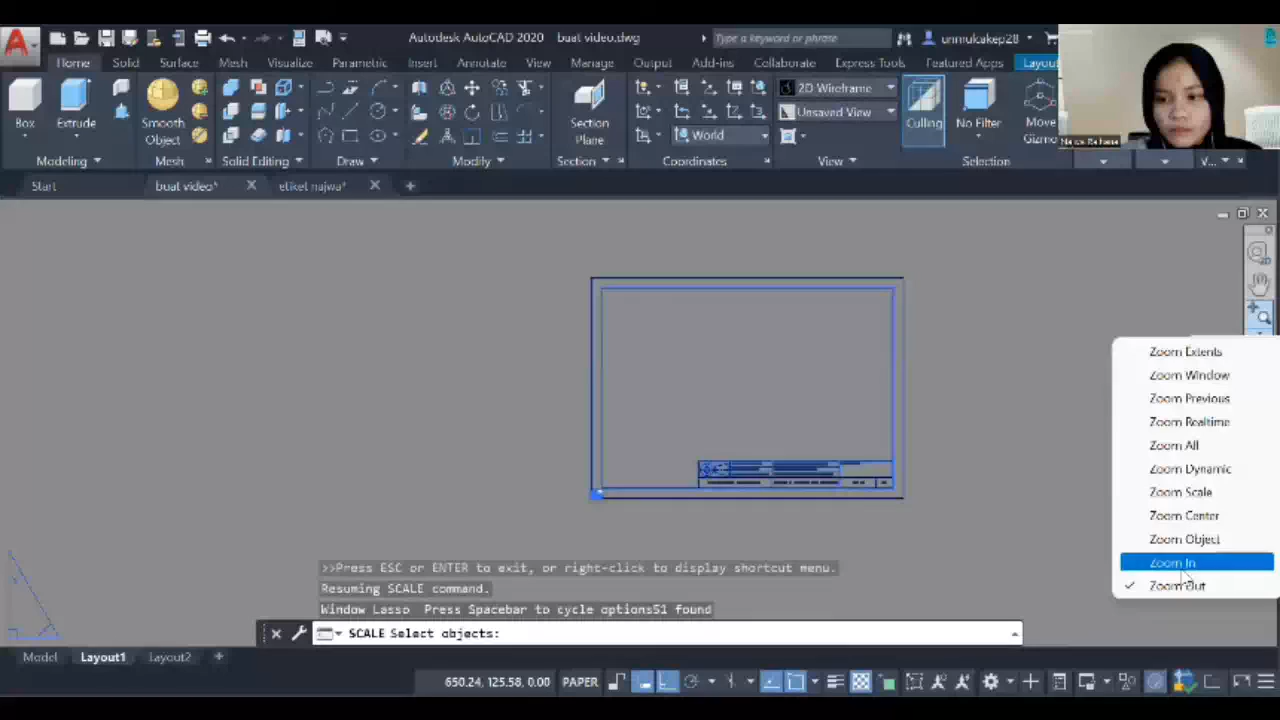 Autodesk AutoCAD 2020 buat video.dwg
Type a keyword or phrase
unmulcakep28
Home Solid Surface Mesh Visualize Parametric Insert Annotate View Manage Output Add-ins Collaborate Express Tools Featured Apps Layout
Box
Extrude
Smooth
Object
Section
Plane
2D Wireframe
Unsaved View
World
Culling
No Filter
Move
Gizmo
Modeling Mesh Solid Editing Draw Modify Section Coordinates View Selection V...
Start buat video* etiket najwa*
Zoom Extents
Zoom Window
Zoom Previous
Zoom Realtime
Zoom All
Zoom Dynamic
Zoom Scale
Zoom Center
Zoom Object
Zoom In
Zoom Out
>>Press ESC or ENTER to exit, or right-click to display shortcut menu.
Resuming SCALE command.
Window Lasso Press Spacebar to cycle options51 found
SCALE Select objects:
Model Layout1 Layout2
650.24, 125.58, 0.00 PAPER